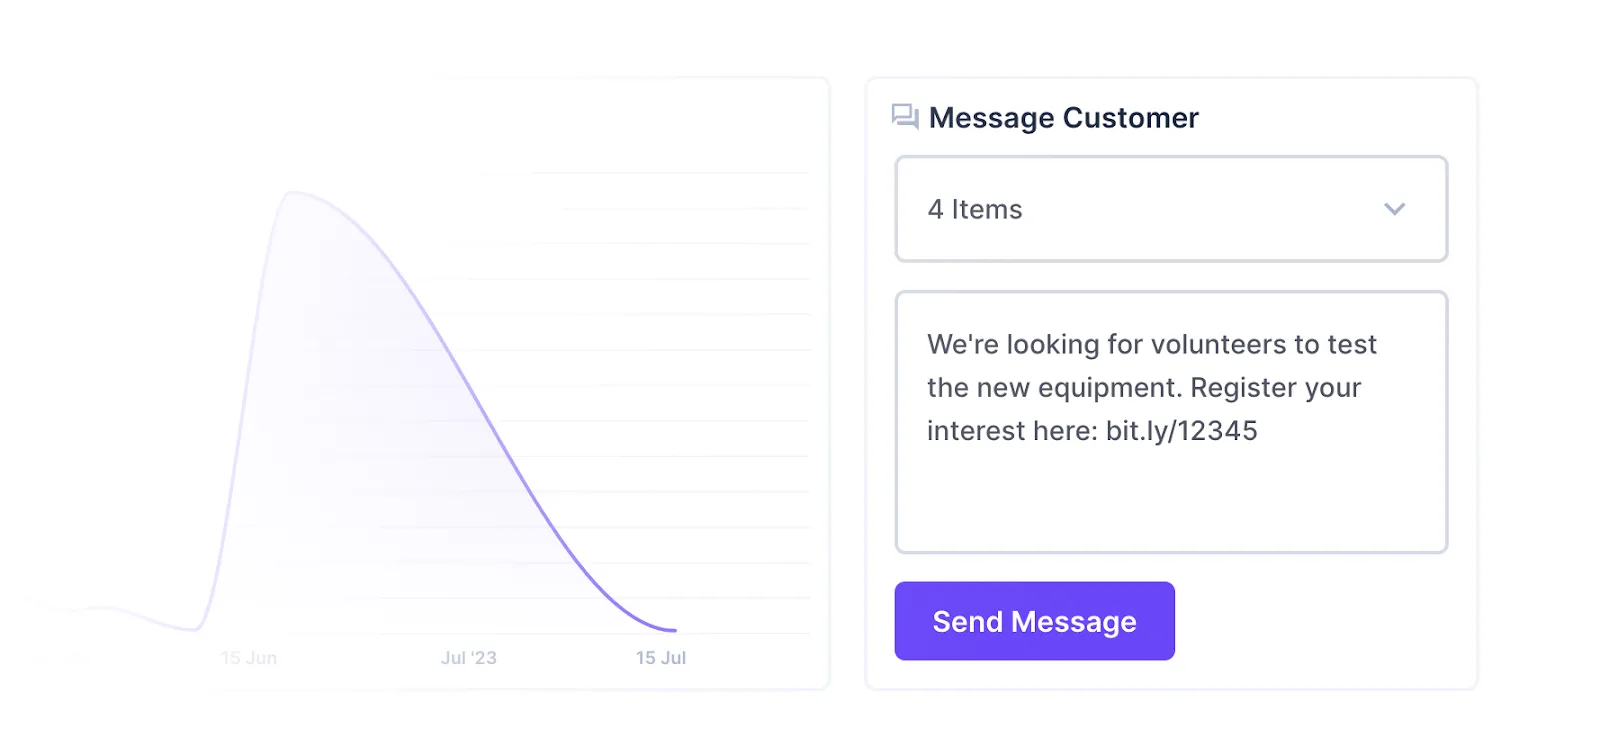 15 Jun
Jul '23
15 Jul
Message Customer
4 Items
We're looking for volunteers to test
the new equipment. Register your
interest here: bit.ly/12345
Send Message